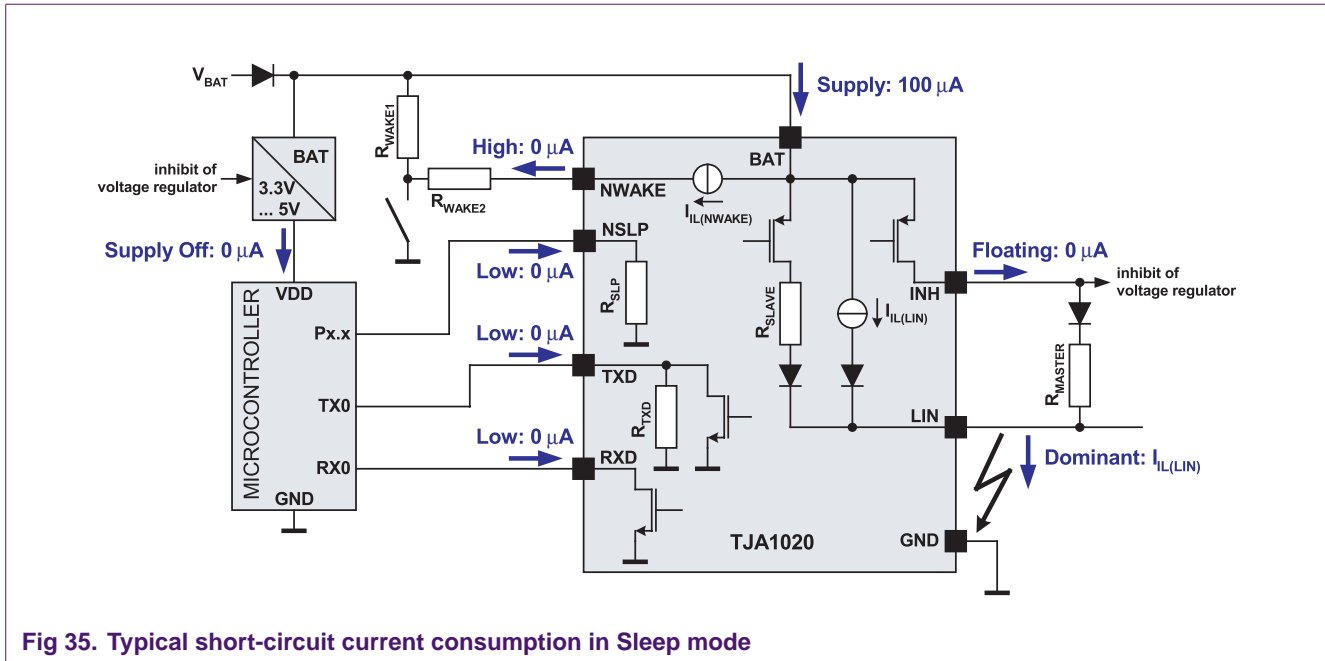 V_BAT
Supply: 100 µA
R_WAKE1
BAT
3.3V
... 5V
inhibit of
voltage regulator
High: 0 µA
R_WAKE2
NWAKE
I_IL(NWAKE)
BAT
Supply Off: 0 µA
NSLP
Low: 0 µA
R_SLP
R_SLAVE
I_IL(LIN)
INH
Floating: 0 µA
inhibit of
voltage regulator
MICROCONTROLLER
VDD
Px.x
TX0
RX0
GND
Low: 0 µA
TXD
R_TXD
Low: 0 µA
RXD
LIN
R_MASTER
Dominant: I_IL(LIN)
TJA1020
GND
Fig 35. Typical short-circuit current consumption in Sleep mode